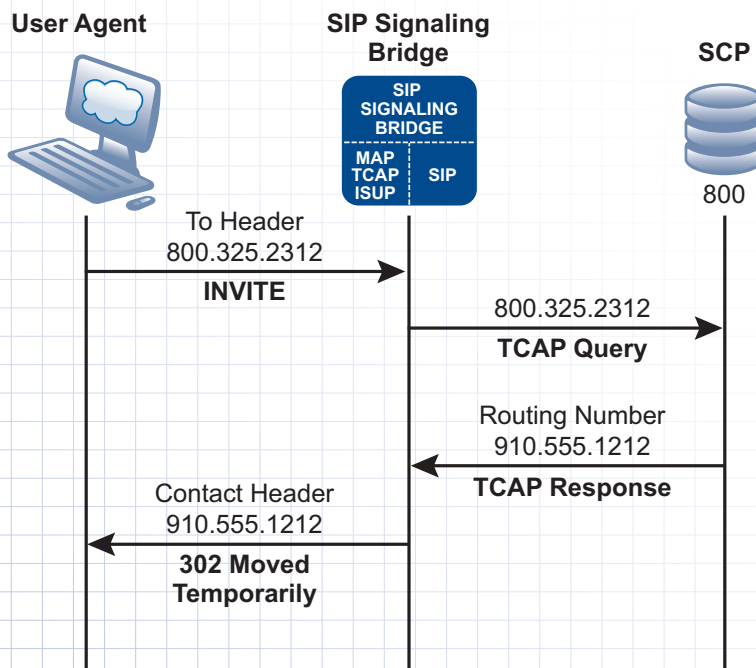 User Agent
SIP Signaling
Bridge
SCP
SIP
SIGNALING
BRIDGE
MAP
TCAP
ISUP
SIP
800
To Header
800.325.2312
INVITE
800.325.2312
TCAP Query
Routing Number
910.555.1212
TCAP Response
Contact Header
910.555.1212
302 Moved
Temporarily